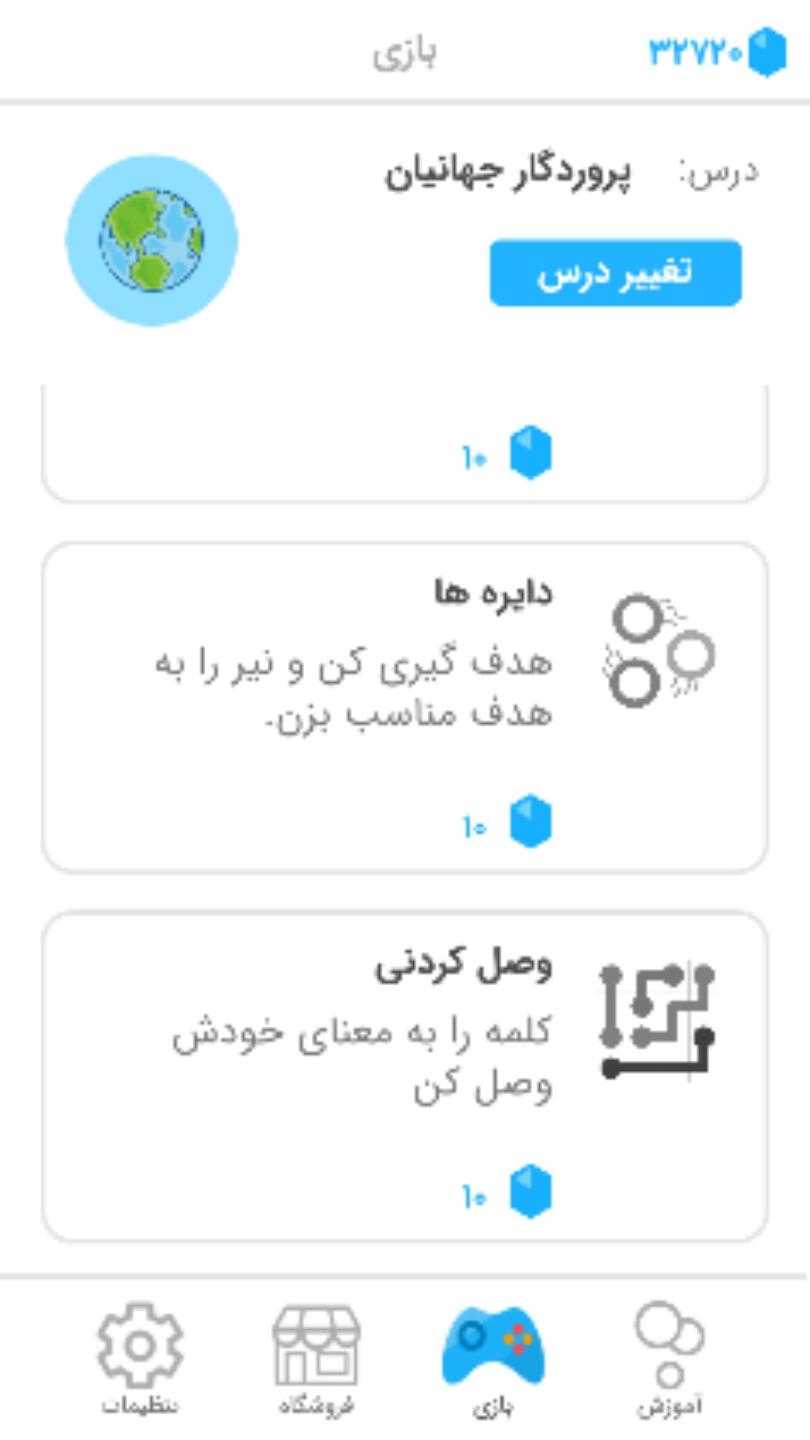 بازی
۳۲۷۲۰
درس: پروردگار جهانیان
تغییر درس
۱۰
دایره ها
هدف گیری کن و نیر را به
هدف مناسب بزن.
۱۰
وصل کردنی
کلمه را به معنای خودش
وصل کن
۱۰
آموزش
بازی
فروشگاه
تنظیمات